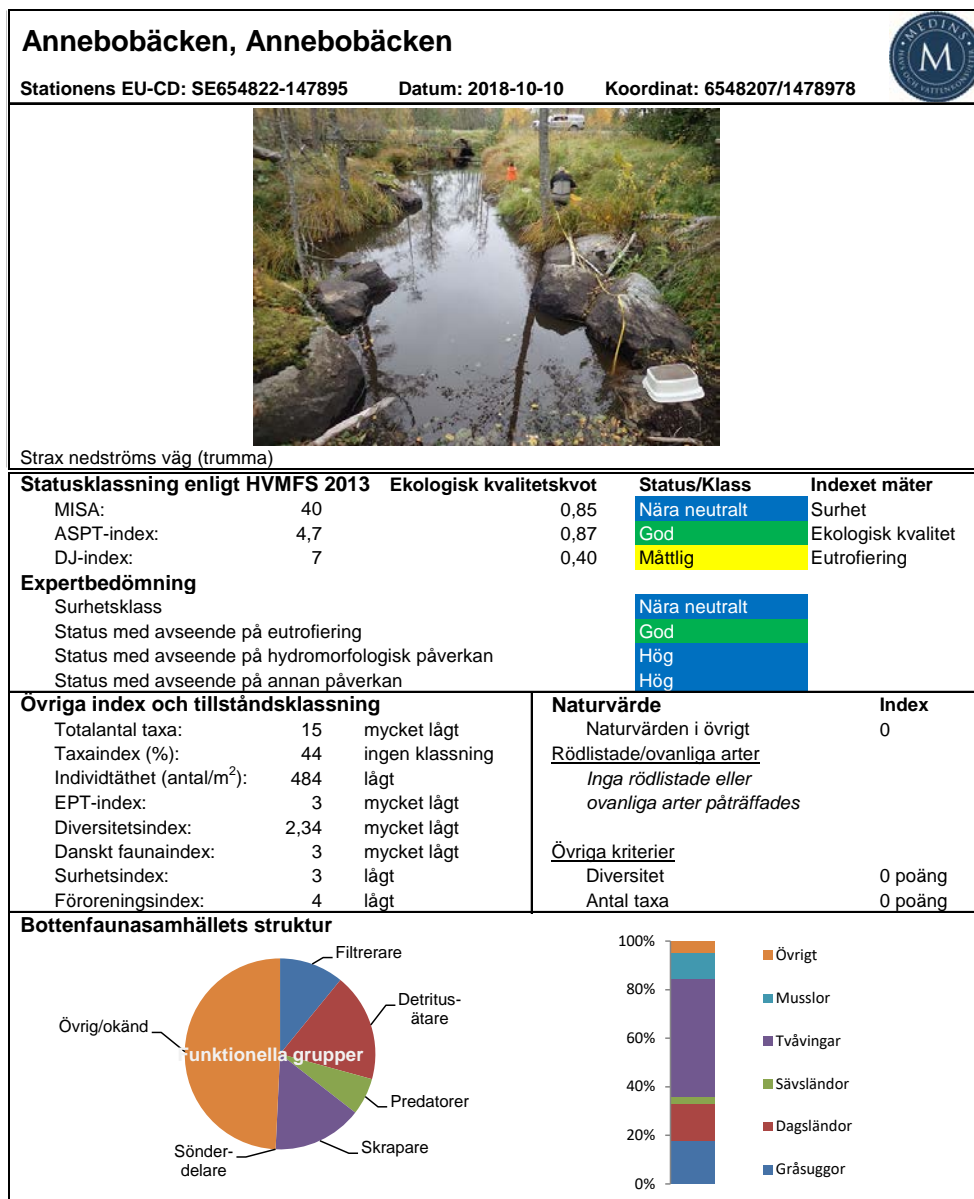 Annebobäcken, Annebobäcken
MEDINS
M
HAVS OCH VATTENKONSULTER
Stationens EU-CD: SE654822-147895 Datum: 2018-10-10 Koordinat: 6548207/1478978
Strax nedströms väg (trumma)
Statusklassning enligt HVMFS 2013 Ekologisk kvalitetskvot Status/Klass Indexet mäter
MISA: 40 0,85 Nära neutralt Surhet
ASPT-index: 4,7 0,87 God Ekologisk kvalitet
DJ-index: 7 0,40 Måttlig Eutrofiering
Expertbedömning
Surhetsklass Nära neutralt
Status med avseende på eutrofiering God
Status med avseende på hydromorfologisk påverkan Hög
Status med avseende på annan påverkan Hög
Övriga index och tillståndsklassning
Totalantal taxa: 15 mycket lågt
Taxaindex (%): 44 ingen klassning
Individtäthet (antal/m²): 484 lågt
EPT-index: 3 mycket lågt
Diversitetsindex: 2,34 mycket lågt
Danskt faunaindex: 3 mycket lågt
Surhetsindex: 3 lågt
Föroreningsindex: 4 lågt
Naturvärde Index
Naturvärden i övrigt 0
Rödlistade/ovanliga arter
Inga rödlistade eller
ovanliga arter påträffades
Övriga kriterier
Diversitet 0 poäng
Antal taxa 0 poäng
Bottenfaunasamhällets struktur
Filtrerare
Detritus-
ätare
Predatorer
Skrapare
Sönder-
delare
Övrig/okänd
Funktionella grupper
100%
80%
60%
40%
20%
0%
Övrigt
Musslor
Tvåvingar
Sävsländor
Dagsländor
Gråsuggor